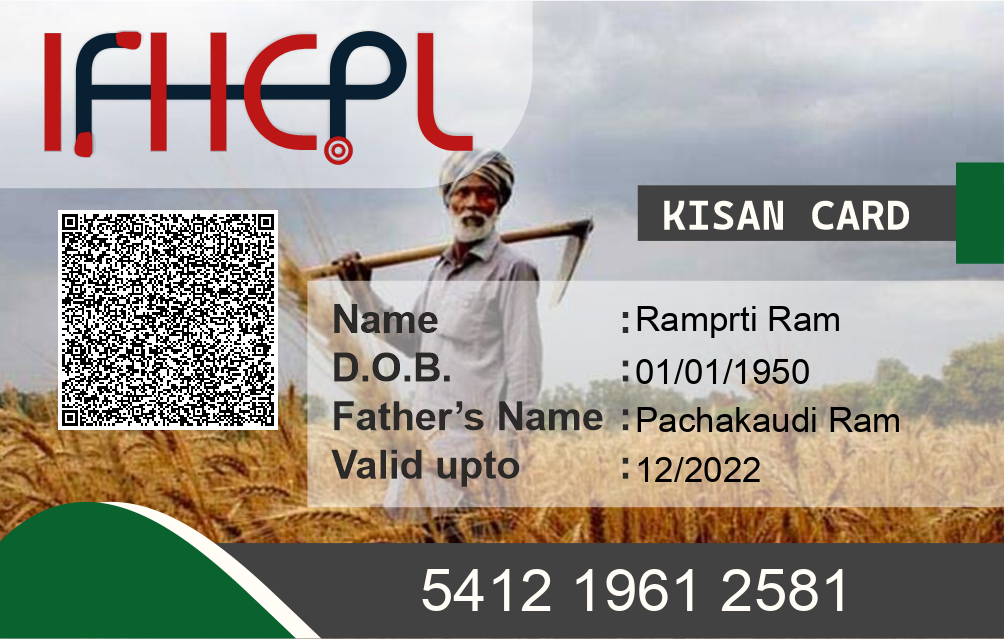 IFHEPL
KISAN CARD
Name : Ramprti Ram
D.O.B. : 01/01/1950
Father’s Name : Pachakaudi Ram
Valid upto : 12/2022
5412 1961 2581